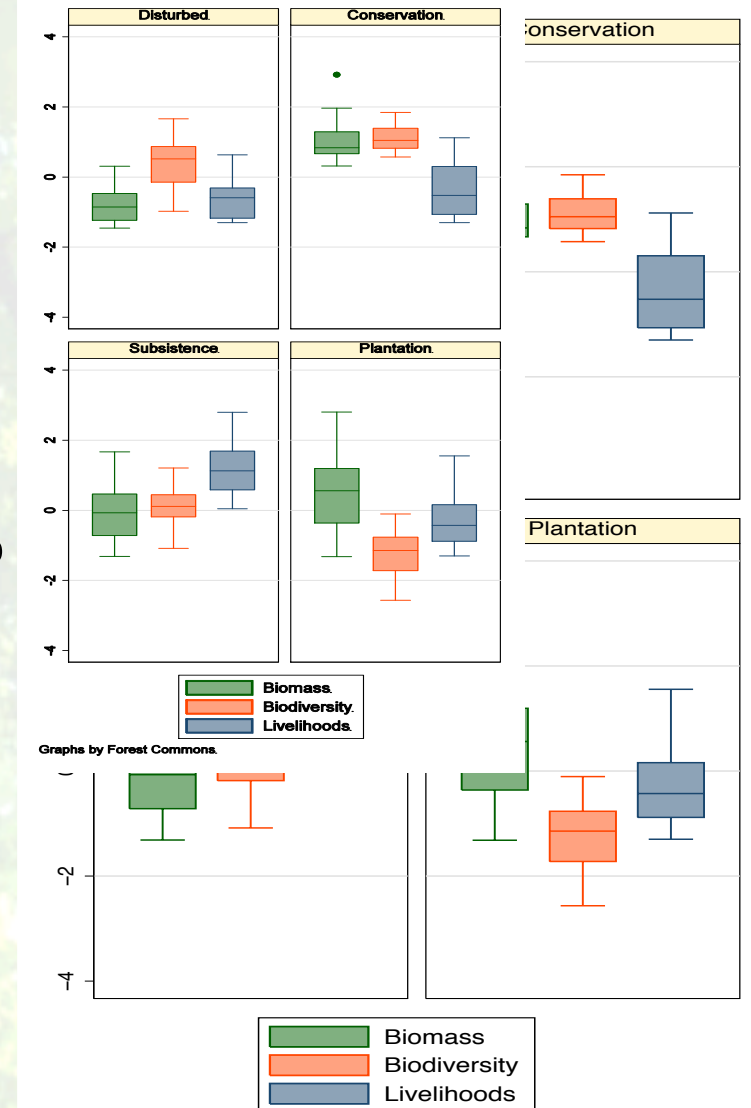 Disturbed. Conservation.
4
2
0
-2
-4
Subsistence. Plantation.
4
2
0
-2
-4
Biomass.
Biodiversity.
Livelihoods.
Graphs by Forest Commons.
Conservation
Plantation
-2
-4
Biomass
Biodiversity
Livelihoods